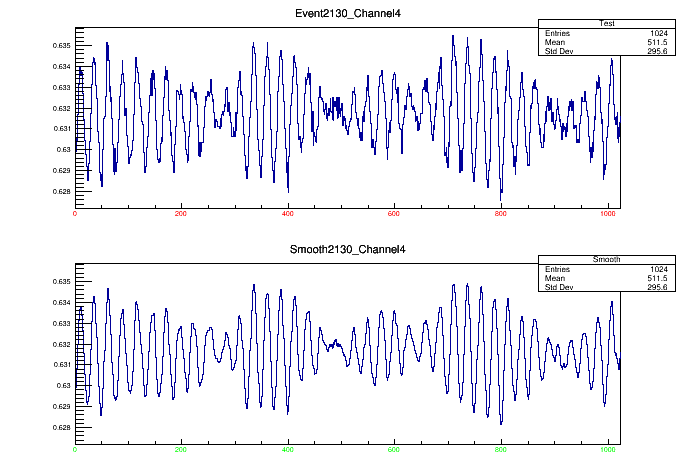 Event2130_Channel4
Test
Entries 1024
Mean 511.5
Std Dev 295.6
0.635
0.634
0.633
0.632
0.631
0.63
0.629
0.628
0 200 400 600 800 1000
Smooth2130_Channel4
Smooth
Entries 1024
Mean 511.5
Std Dev 295.6
0.635
0.634
0.633
0.632
0.631
0.63
0.629
0.628
0 200 400 600 800 1000